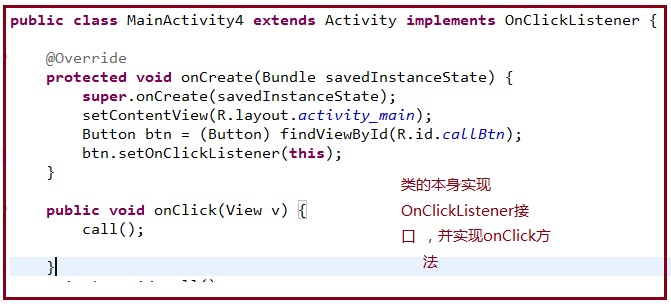 public class MainActivity4 extends Activity implements OnClickListener {
@Override
protected void onCreate(Bundle savedInstanceState) {
super.onCreate(savedInstanceState);
setContentView(R.layout.activity_main);
Button btn = (Button) findViewById(R.id.callBtn);
btn.setOnClickListener(this);
}
public void onClick(View v) {
call();
}
类的本身实现
OnClickListener接
口 ，并实现onClick方
法